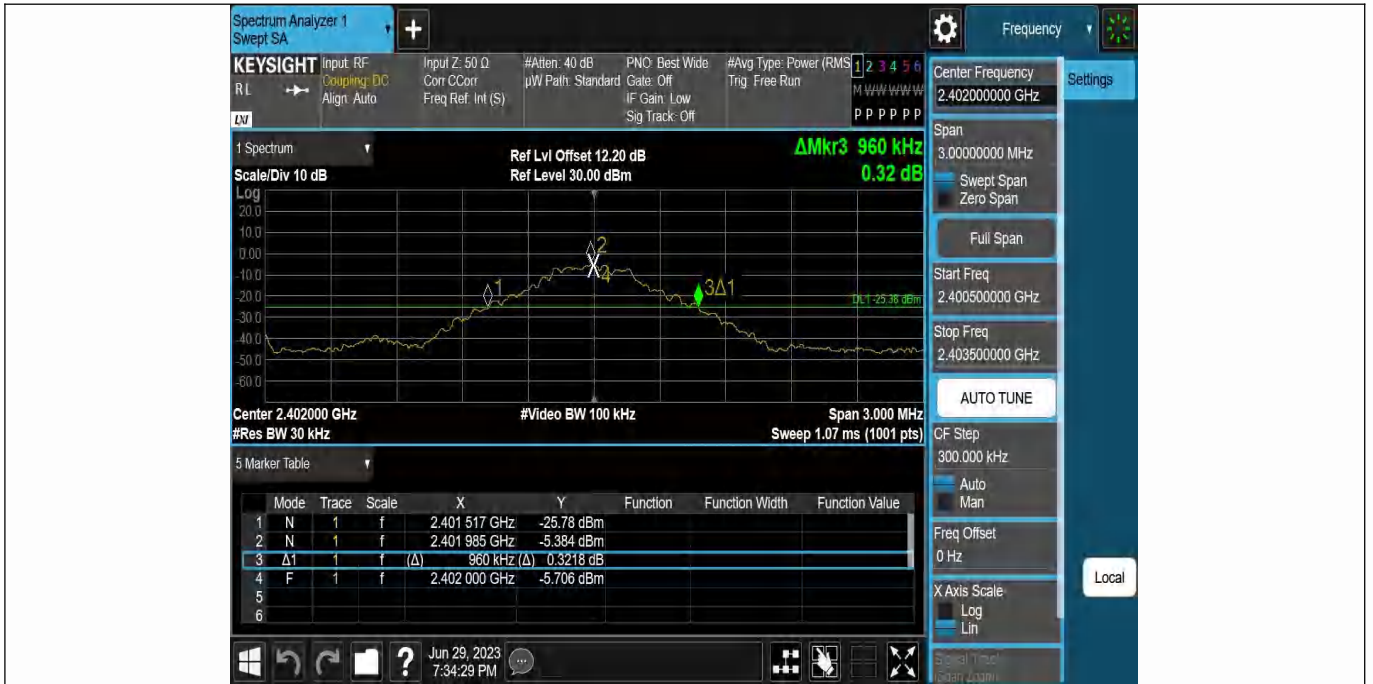 Spectrum Analyzer 1
Swept SA
+
Frequency
KEYSIGHT
RL
LXI
Input: RF
Coupling: DC
Align: Auto
Input Z: 50 Ω
Corr CCorr
Freq Ref: Int (S)
#Atten: 40 dB
µW Path: Standard
PNO: Best Wide
Gate: Off
IF Gain: Low
Sig Track: Off
#Avg Type: Power (RMS
Trig: Free Run
1 2 3 4 5 6
M W W W W W
P P P P P P
1 Spectrum
Scale/Div 10 dB
Ref Lvl Offset 12.20 dB
Ref Level 30.00 dBm
ΔMkr3 960 kHz
0.32 dB
Log
20.0
10.0
0.00
-10.0
-20.0
-30.0
-40.0
-50.0
-60.0
1
2
4
3Δ1
DL1 -25.38 dBm
Center 2.402000 GHz
#Video BW 100 kHz
Span 3.000 MHz
#Res BW 30 kHz
Sweep 1.07 ms (1001 pts)
5 Marker Table
Mode Trace Scale X Y Function Function Width Function Value
1 N 1 f 2.401 517 GHz -25.78 dBm
2 N 1 f 2.401 985 GHz -5.384 dBm
3 Δ1 1 f (Δ) 960 kHz (Δ) 0.3218 dB
4 F 1 f 2.402 000 GHz -5.706 dBm
5
6
?
Jun 29, 2023
7:34:29 PM
Center Frequency
2.402000000 GHz
Settings
Span
3.00000000 MHz
Swept Span
Zero Span
Full Span
Start Freq
2.400500000 GHz
Stop Freq
2.403500000 GHz
AUTO TUNE
CF Step
300.000 kHz
Auto
Man
Freq Offset
0 Hz
X Axis Scale
Log
Lin
Local
Signal Track
(Span Zoom)